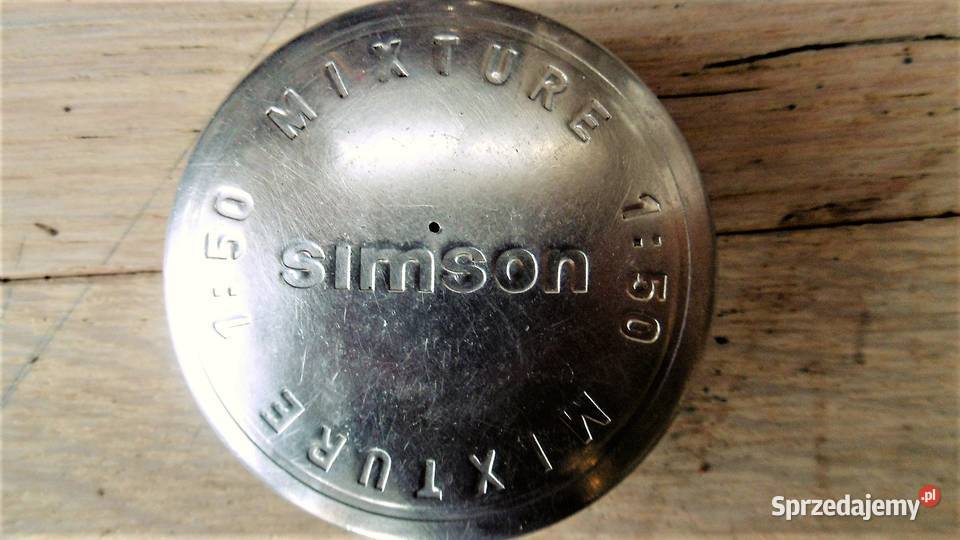 MIXTURE
1:50
simson
1:50
MIXTURE
Sprzedajemy.pl